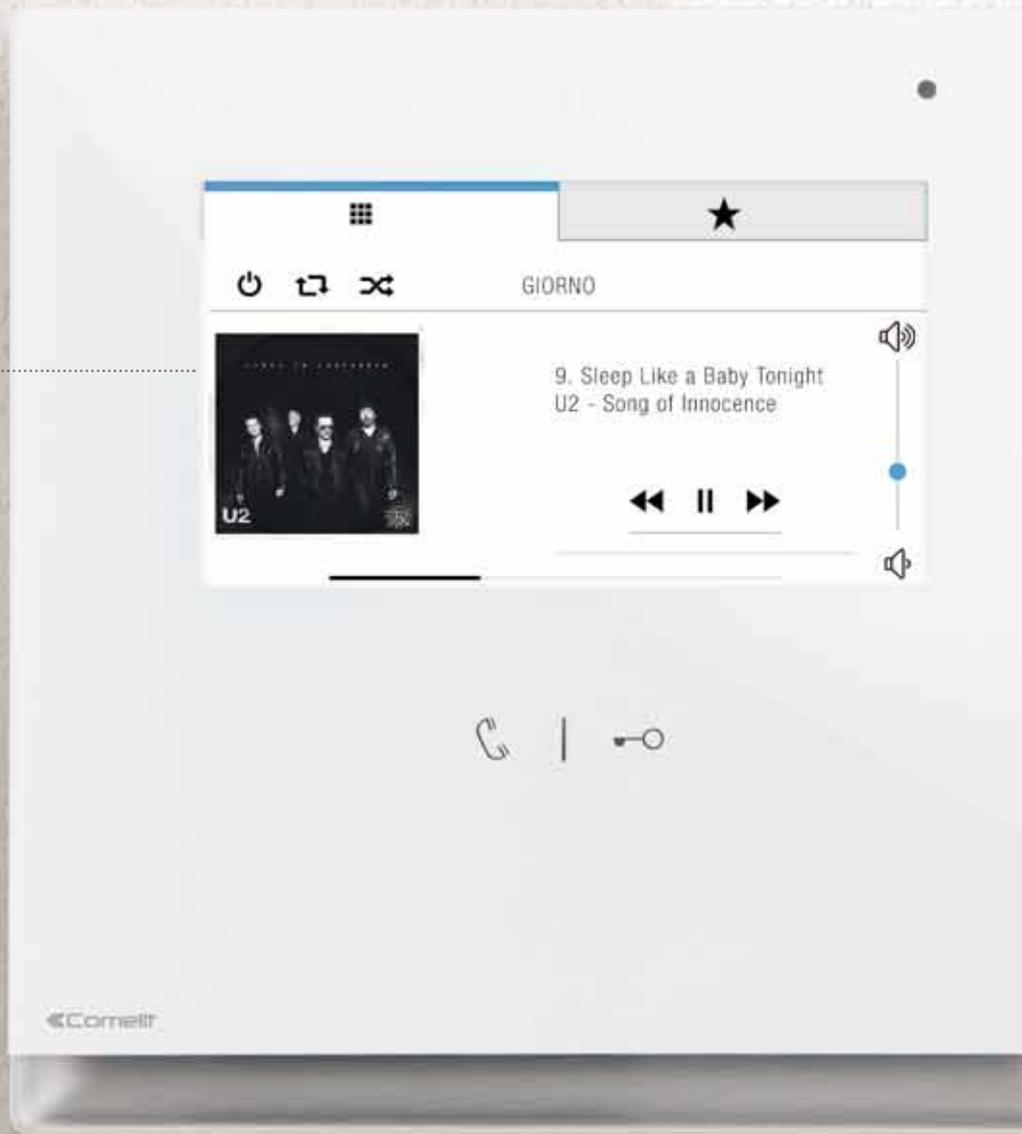 GIORNO
9. Sleep Like a Baby Tonight
U2 - Song of Innocence
U2
Comelit